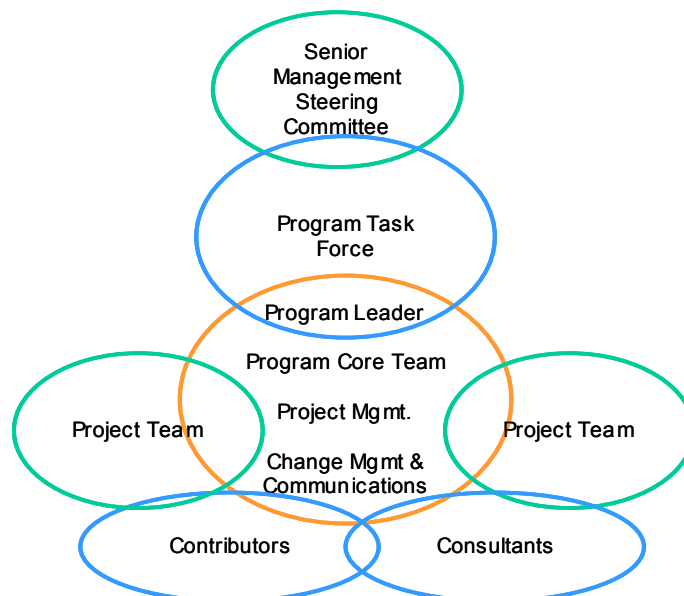 Senior
Management
Steering
Committee
Program Task
Force
Program Leader
Program Core Team
Project Mgmt.
Project Team
Project Team
Change Mgmt &
Communications
Contributors
Consultants